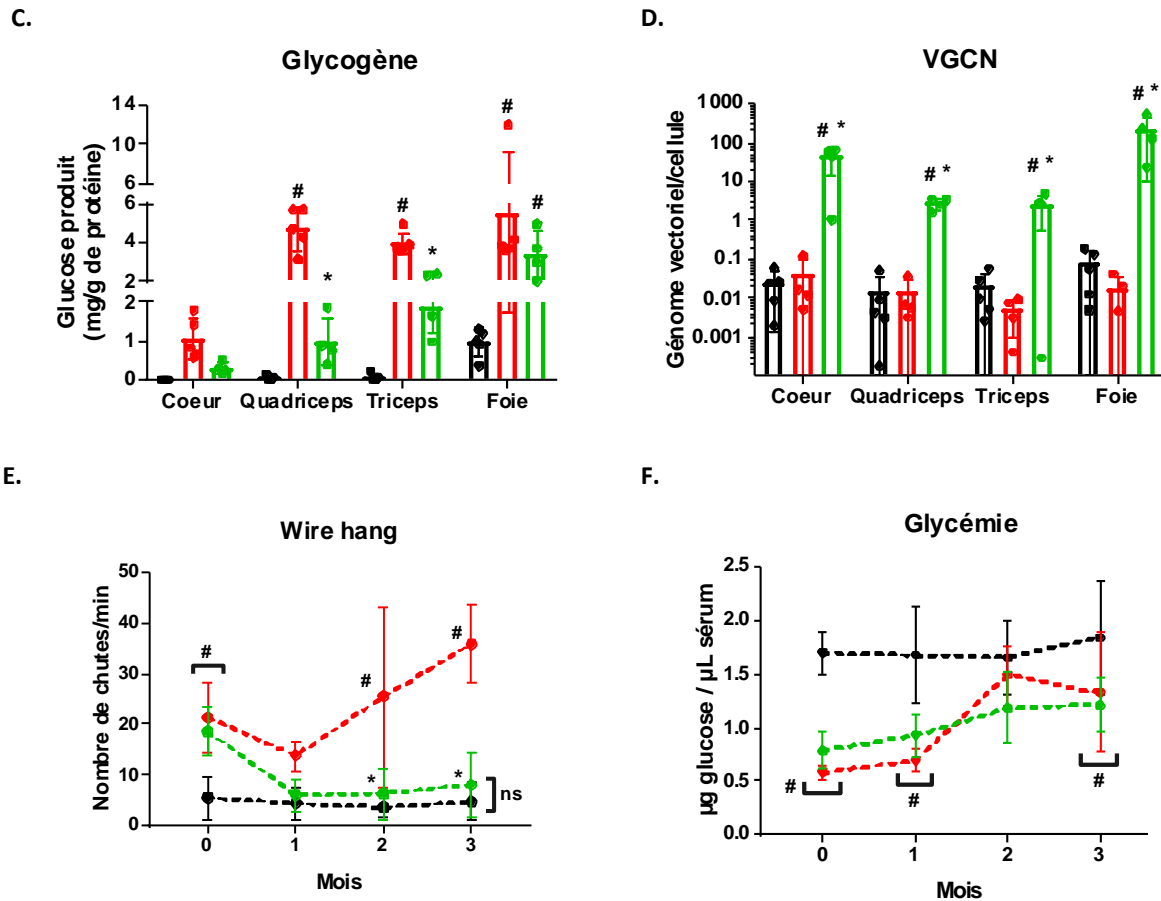 C.
Glycogène
Glucose produit
(mg/g de protéine)
14
10
6
6
4
2
2
1
0
#
#
#
#
*
*
Coeur Quadriceps Triceps Foie
D.
VGCN
Génome vectoriel/cellule
1000
100
10
1
0.1
0.01
0.001
# *
# *
# *
# *
Coeur Quadriceps Triceps Foie
E.
Wire hang
Nombre de chutes/min
50
40
30
20
10
0
#
#
#
*
*
ns
0 1 2 3
Mois
F.
Glycémie
µg glucose / µL sérum
2.5
2.0
1.5
1.0
0.5
0.0
#
#
#
0 1 2 3
Mois